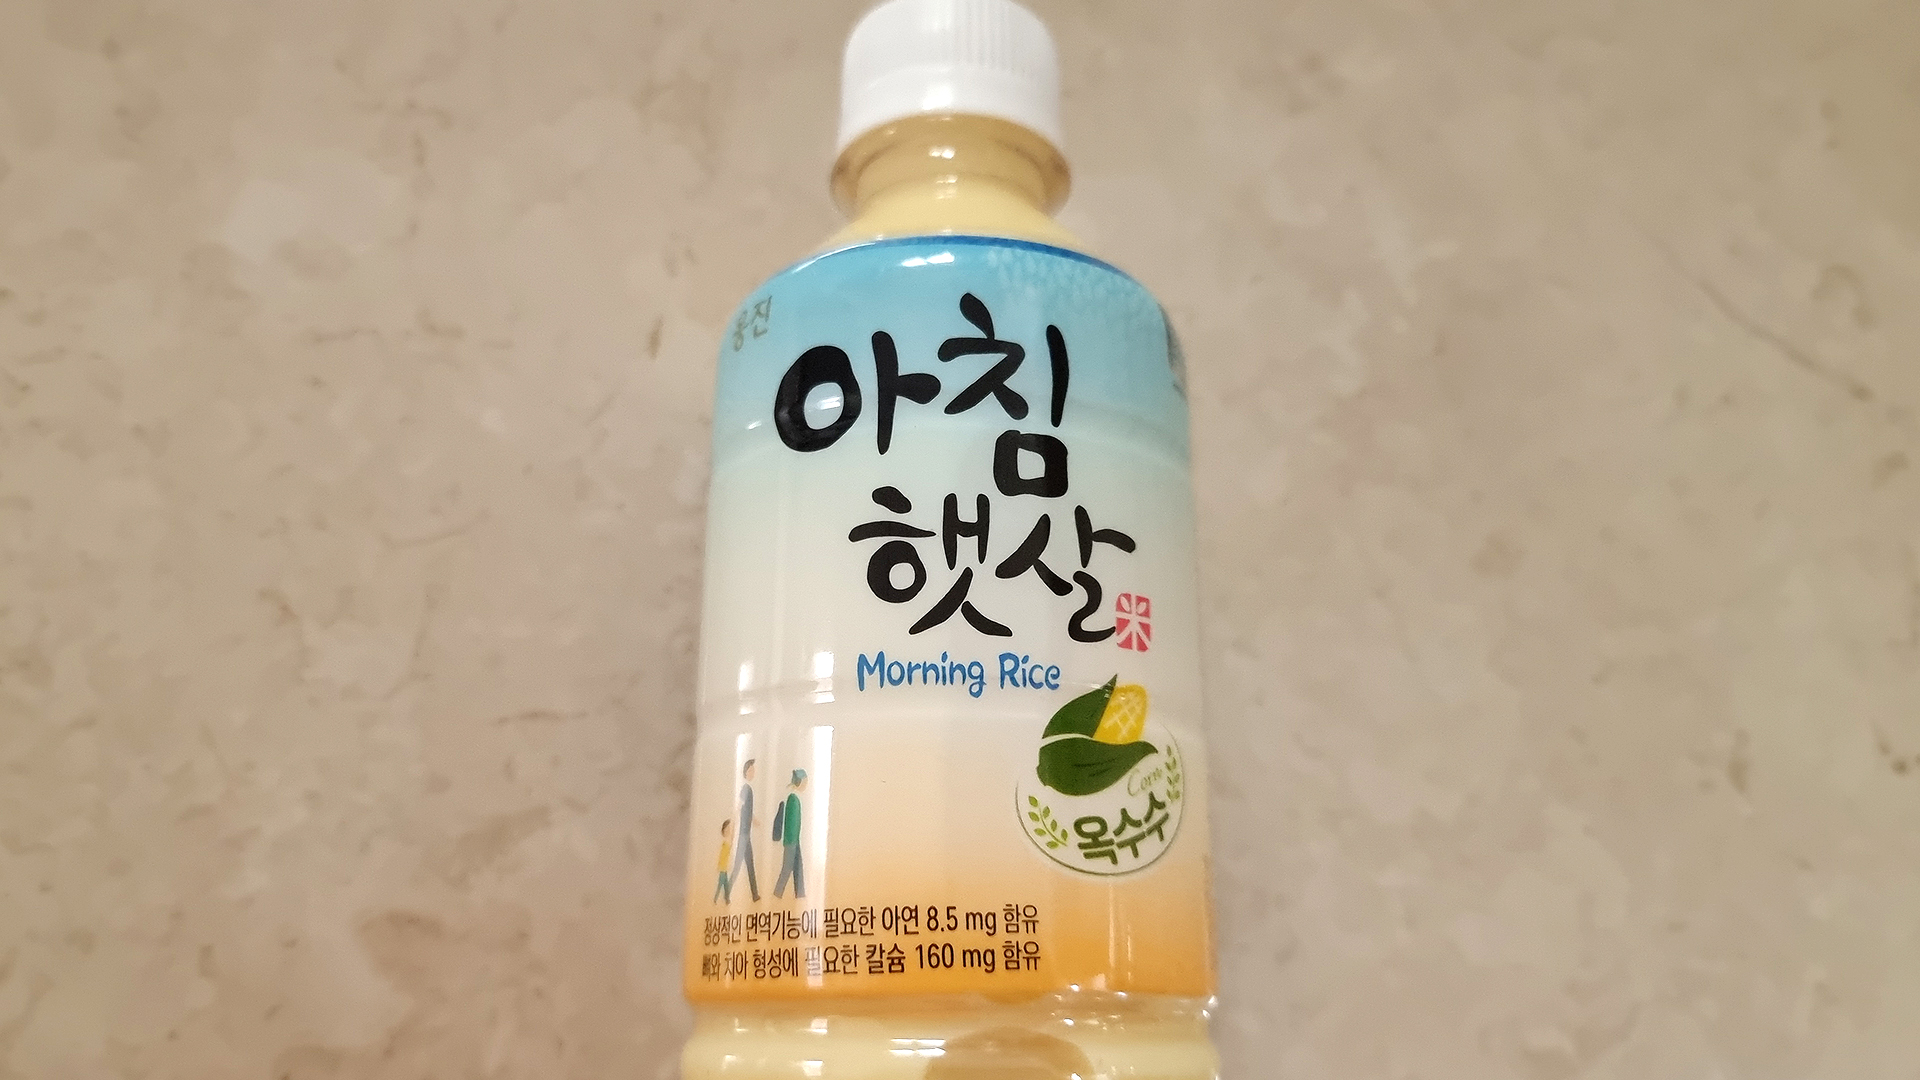 웅진
아침
햇살
米
Morning Rice
Corn
옥수수
정상적인 면역기능에 필요한 아연 8.5 mg 함유
뼈와 치아 형성에 필요한 칼슘 160 mg 함유